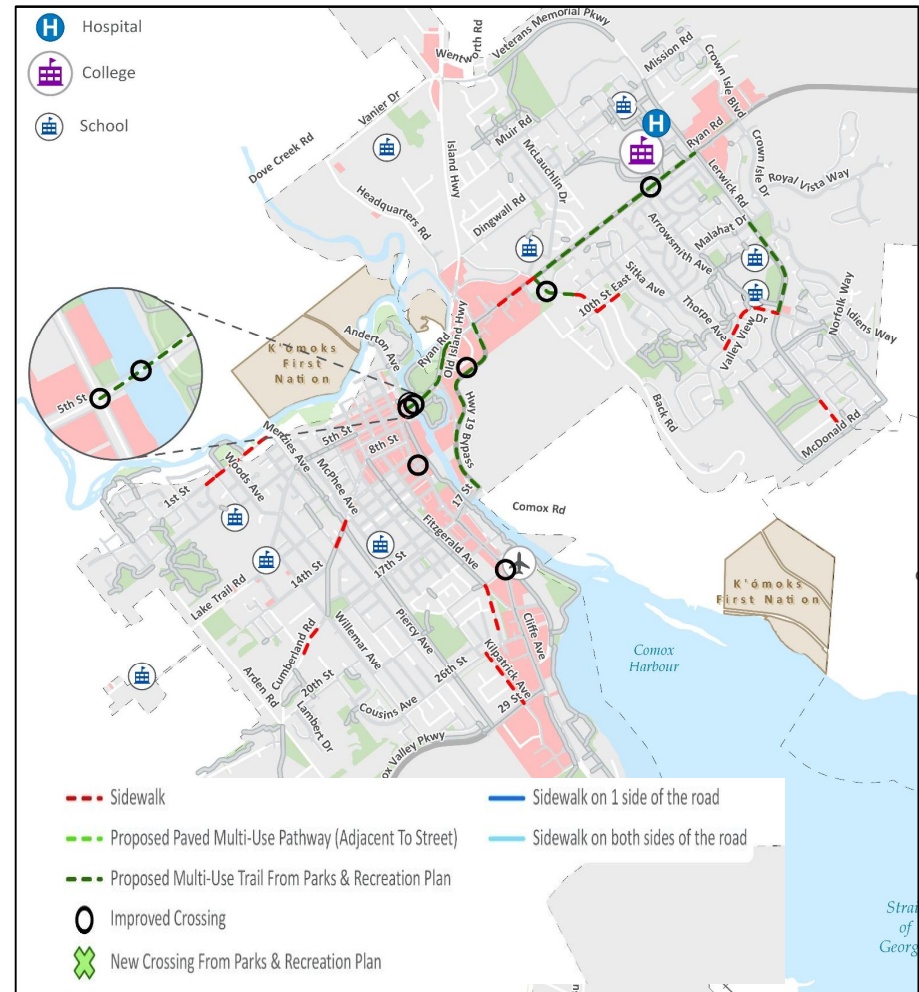 Hospital
College
School
Wentworth Rd
Veterans Memorial Pkwy
Mission Rd
Crown Isle Blvd
Vanier Dr
Muir Rd
Ryan Rd
Dove Creek Rd
Island Hwy
McLauchlin Dr
Crown Isle Dr
Lerwick Rd
Royal Vista Way
Headquarters Rd
Dingwall Rd
Malahat Dr
Arrowsmith Ave
Sitka Ave
10th St East
Thorpe Ave
Norfolk Way
Idiens Way
Valley View Dr
Anderton Ave
Ryan Rd
Old Island Hwy
K'ómoks
First
Nation
5th St
Hwy 19 Bypass
Back Rd
McDonald Rd
Menzies Ave
5th St
8th St
Woods Ave
McPhee Ave
1st St
17 St
Comox Rd
Fitzgerald Ave
14th St
17th St
K'ómoks
First Nation
Lake Trail Rd
Cliffe Ave
Comox
Harbour
Cumberland Rd
Willemar Ave
Piercy Ave
Kilpatrick Ave
26th St
20th St
Arden Rd
Cousins Ave
29 St
Lambert Dr
ox Valley Pkwy
Sidewalk
Sidewalk on 1 side of the road
Proposed Paved Multi-Use Pathway (Adjacent To Street)
Sidewalk on both sides of the road
Proposed Multi-Use Trail From Parks & Recreation Plan
Improved Crossing
New Crossing From Parks & Recreation Plan
Strai
of
Georg